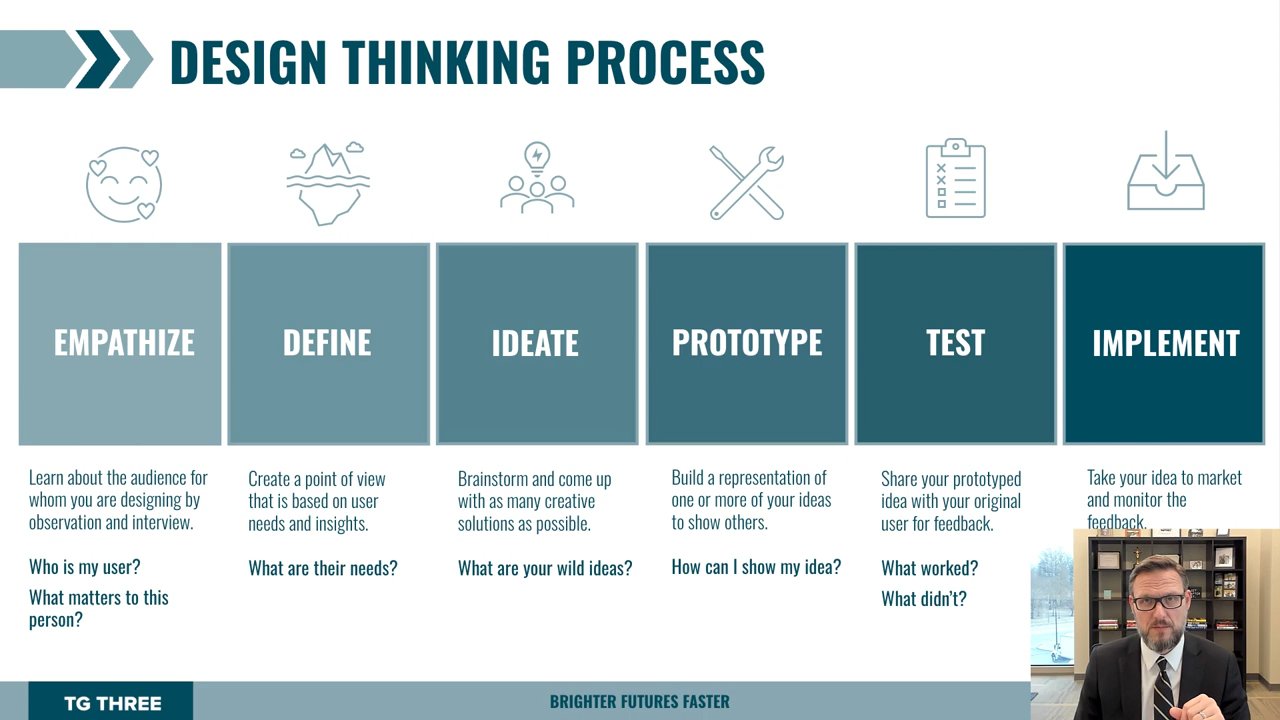 DESIGN THINKING PROCESS
EMPATHIZE
Learn about the audience for
whom you are designing by
observation and interview.
Who is my user?
What matters to this
person?
DEFINE
Create a point of view
that is based on user
needs and insights.
What are their needs?
IDEATE
Brainstorm and come up
with as many creative
solutions as possible.
What are your wild ideas?
PROTOTYPE
Build a representation of
one or more of your ideas
to show others.
How can I show my idea?
TEST
Share your prototyped
idea with your original
user for feedback.
What worked?
What didn't?
IMPLEMENT
Take your idea to market
and monitor the
feedback.
TG THREE
BRIGHTER FUTURES FASTER